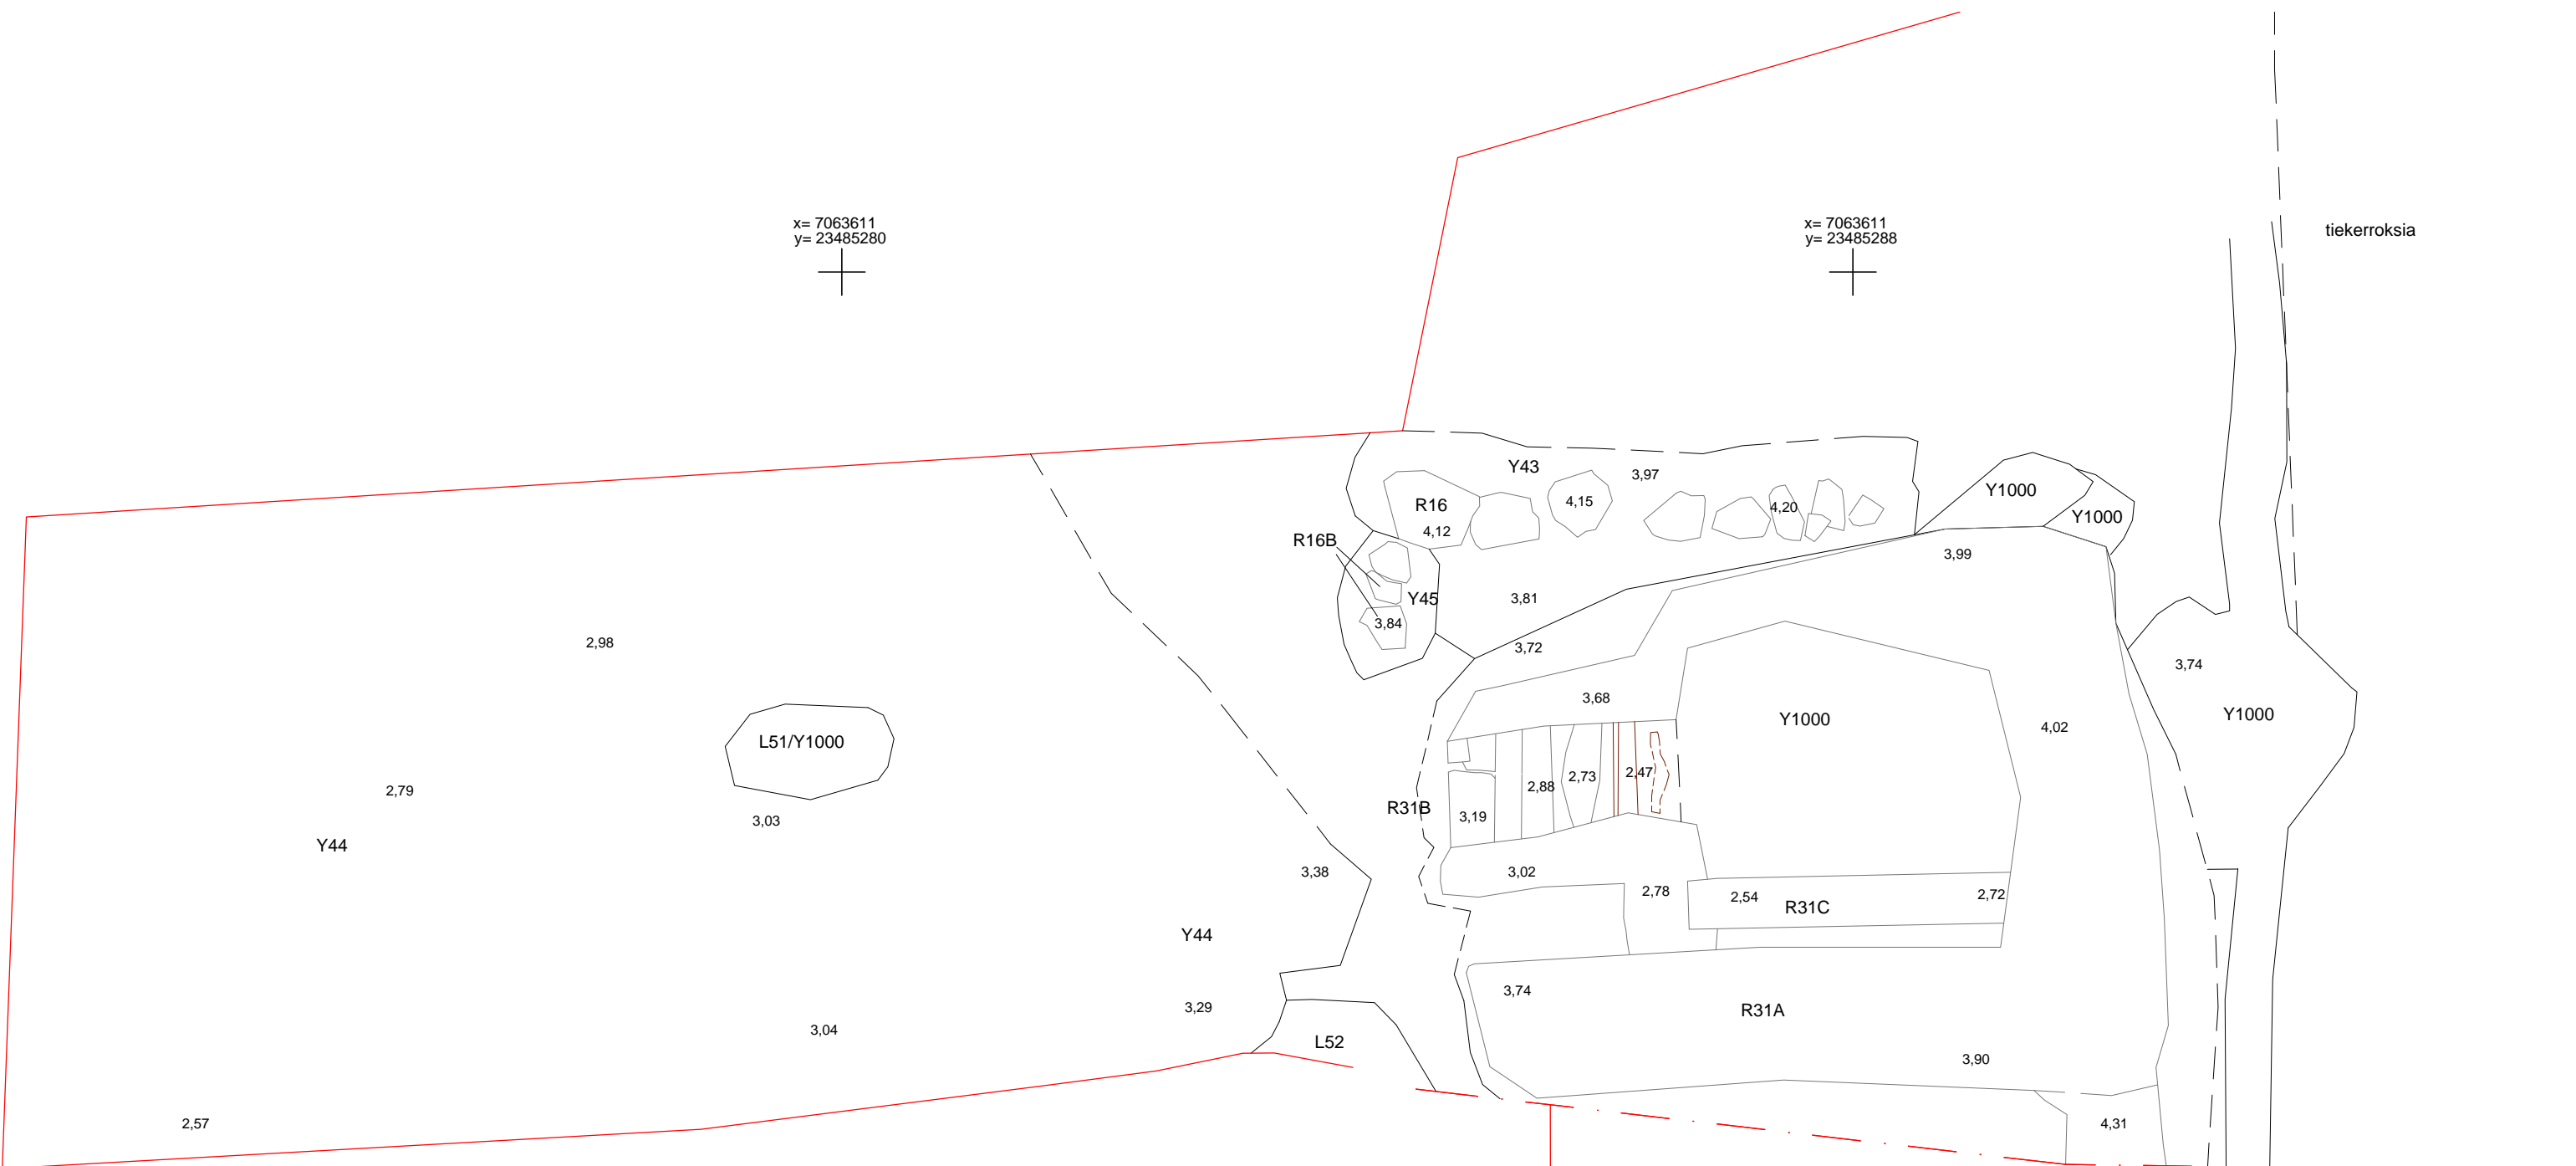 x= 7063611
y= 23485280
x= 7063611
y= 23485288
tiekerroksia
Y43
3,97
R16
4,12
4,15
4,20
Y1000
Y1000
R16B
3,99
Y45
3,81
3,84
3,72
2,98
3,74
3,68
Y1000
4,02
Y1000
L51/Y1000
2,79
2,88
2,73
2,47
R31B
3,19
3,03
Y44
3,38
3,02
2,78
2,54
R31C
2,72
Y44
3,74
3,29
R31A
3,04
L52
3,90
2,57
4,31